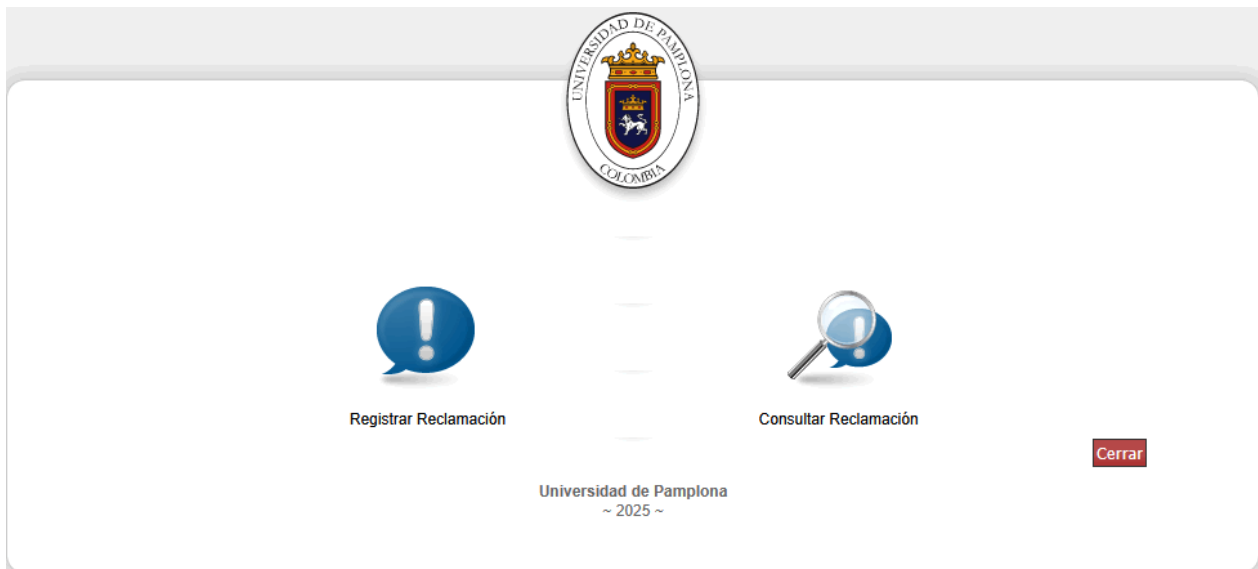 UNIVERSIDAD DE PAMPLONA
COLOMBIA
Registrar Reclamación
Consultar Reclamación
Cerrar
Universidad de Pamplona
~ 2025 ~